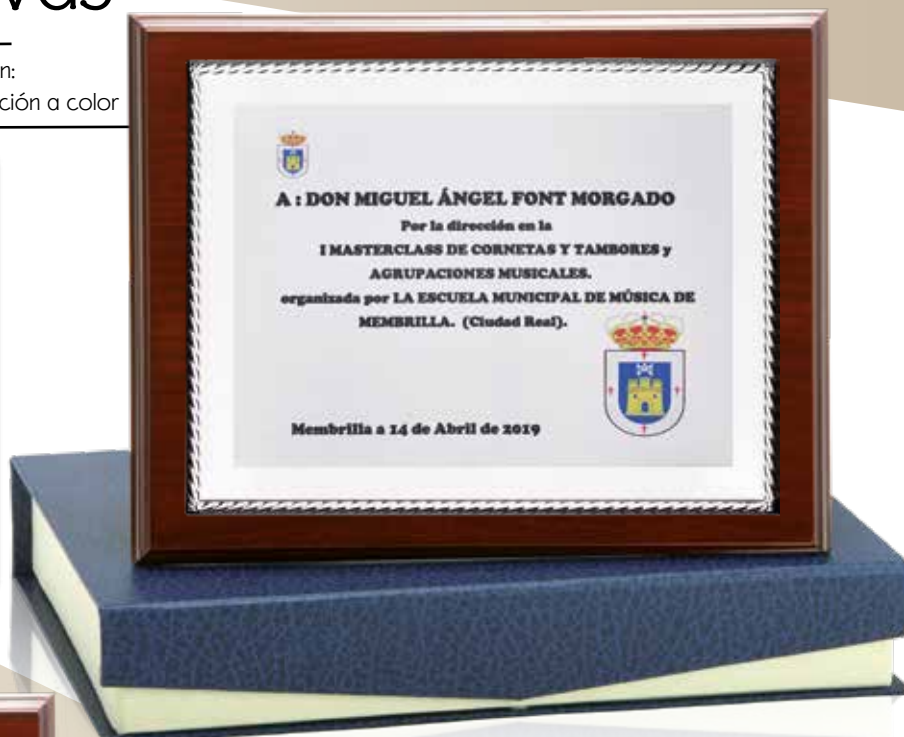 A : DON MIGUEL ÁNGEL FONT MORGADO
Por la dirección en la
I MASTERCLASS DE CORNETAS Y TAMBORES y
AGRUPACIONES MUSICALES.
organizada por LA ESCUELA MUNICIPAL DE MÚSICA DE
MEMBRILLA. (Ciudad Real).
Membrilla a 14 de Abril de 2019
a color